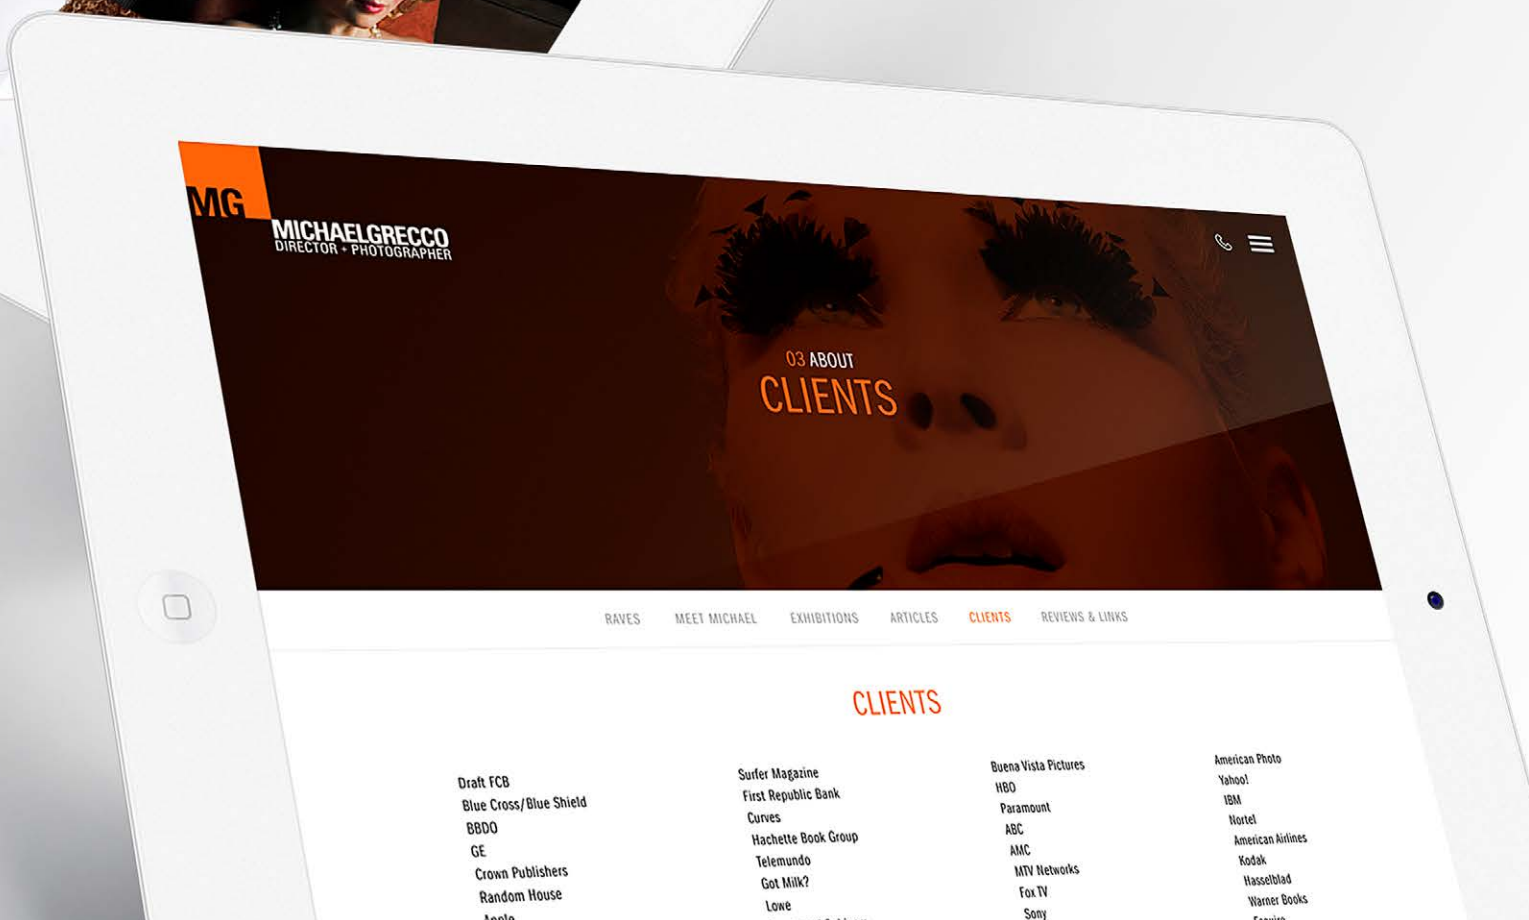 MG
MICHAELGRECCO
DIRECTOR + PHOTOGRAPHER
03 ABOUT
CLIENTS
RAVES
MEET MICHAEL
EXHIBITIONS
ARTICLES
CLIENTS
REVIEWS & LINKS
CLIENTS
Draft FCB
Blue Cross/Blue Shield
BBDO
GE
Crown Publishers
Random House
Apple
Surfer Magazine
First Republic Bank
Curves
Hachette Book Group
Telemundo
Got Milk?
Lowe
Buena Vista Pictures
HBO
Paramount
ABC
AMC
MTV Networks
Fox TV
Sony
American Photo
Yahoo!
IBM
Nortel
American Airlines
Kodak
Hasselblad
Warner Books
Esquire